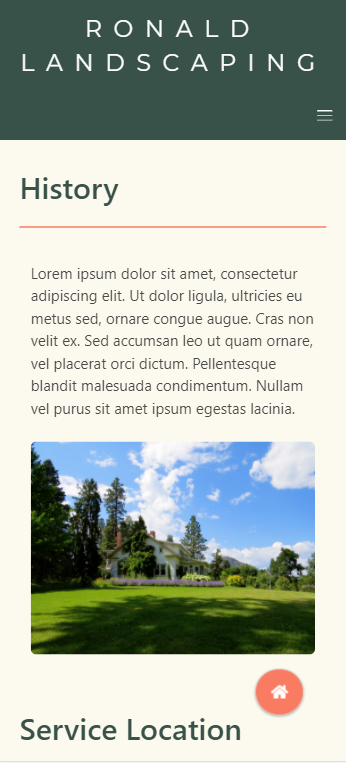 RONALD
LANDSCAPING
History
Lorem ipsum dolor sit amet, consectetur
adipiscing elit. Ut dolor ligula, ultricies eu
metus sed, ornare congue augue. Cras non
velit ex. Sed accumsan leo ut quam ornare,
vel placerat orci dictum. Pellentesque
blandit malesuada condimentum. Nullam
vel purus sit amet ipsum egestas lacinia.
Service Location